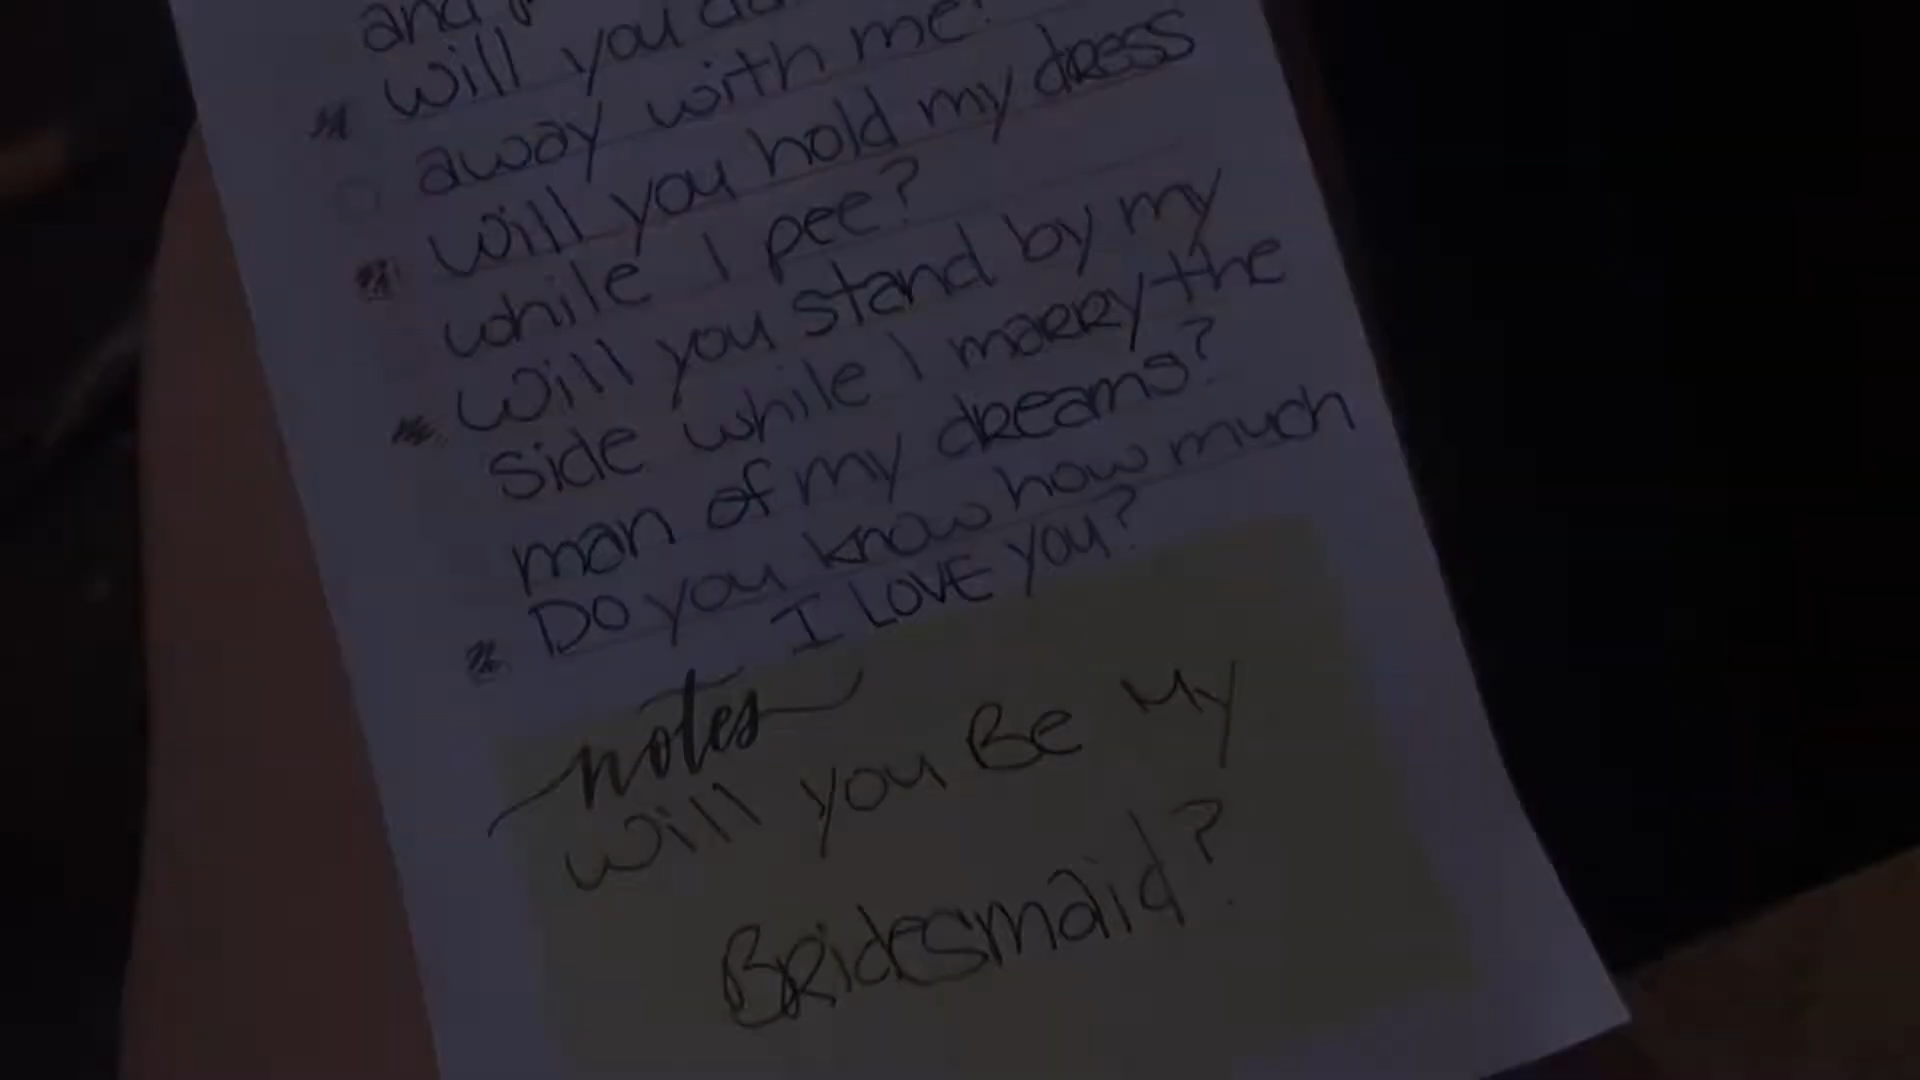 and
will you
away with me?
will you hold my dress
while I pee?
will you stand by my
side while I marry the
man of my dreams?
Do you know how much
I LOVE YOU?
notes
will you Be My
Bridesmaid?